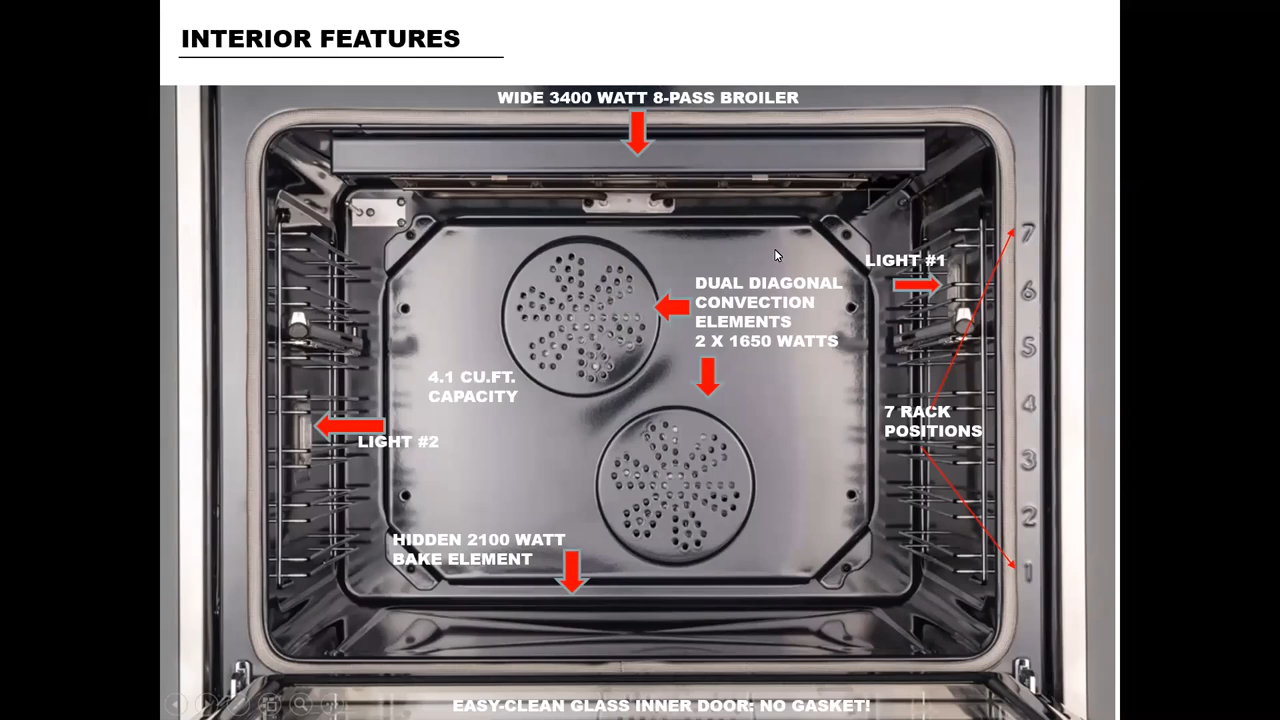 INTERIOR FEATURES
WIDE 3400 WATT 8-PASS BROILER
7
LIGHT #1
DUAL DIAGONAL
CONVECTION
ELEMENTS
2 X 1650 WATTS
6
5
4.1 CU.FT.
CAPACITY
4
7 RACK
POSITIONS
LIGHT #2
3
2
HIDDEN 2100 WATT
BAKE ELEMENT
1
EASY-CLEAN GLASS INNER DOOR: NO GASKET!